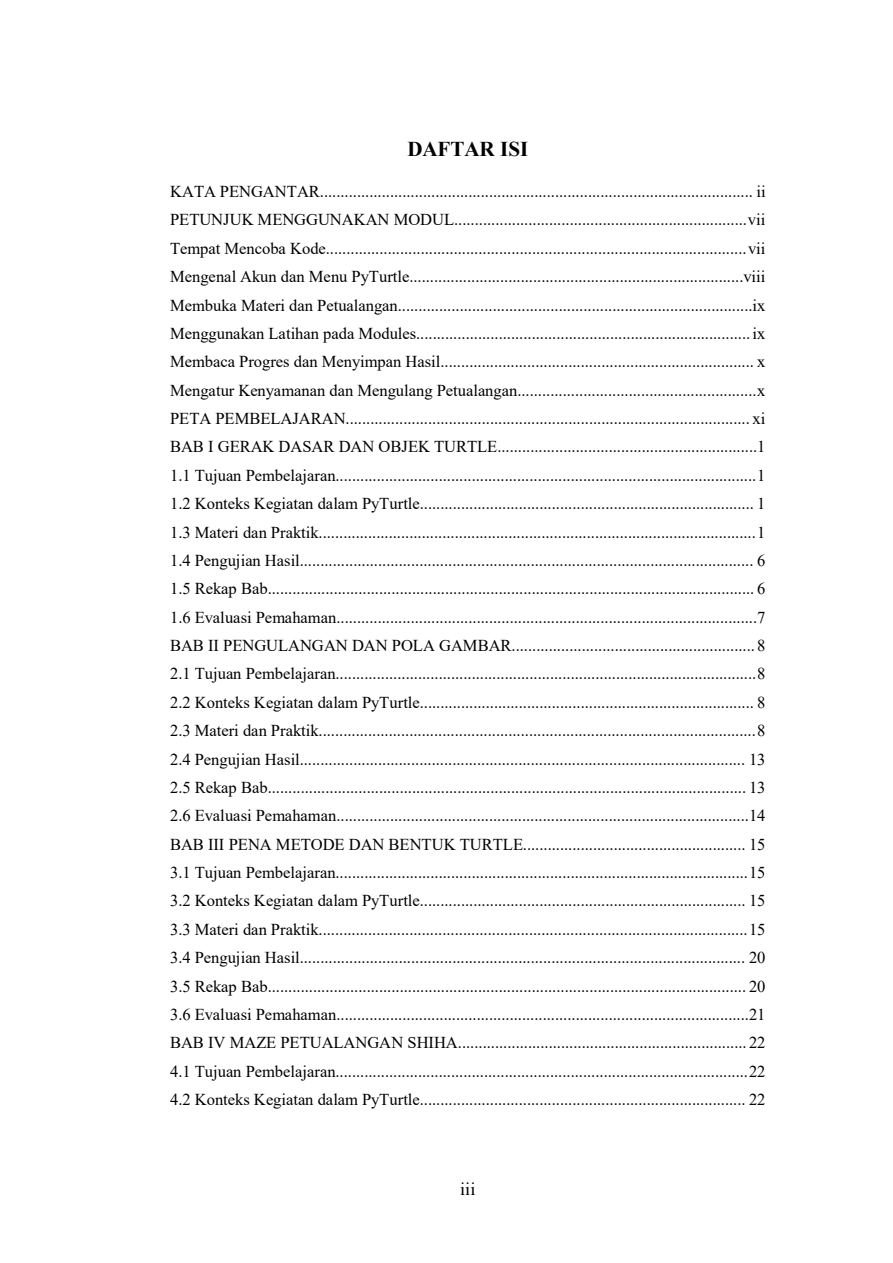 DAFTAR ISI
KATA PENGANTAR.......................................................................................................... ii
PETUNJUK MENGGUNAKAN MODUL.......................................................................vii
Tempat Mencoba Kode......................................................................................................vii
Mengenal Akun dan Menu PyTurtle.................................................................................viii
Membuka Materi dan Petualangan......................................................................................ix
Menggunakan Latihan pada Modules.................................................................................ix
Membaca Progres dan Menyimpan Hasil............................................................................ x
Mengatur Kenyamanan dan Mengulang Petualangan..........................................................x
PETA PEMBELAJARAN.................................................................................................. xi
BAB I GERAK DASAR DAN OBJEK TURTLE...............................................................1
1.1 Tujuan Pembelajaran......................................................................................................1
1.2 Konteks Kegiatan dalam PyTurtle................................................................................. 1
1.3 Materi dan Praktik..........................................................................................................1
1.4 Pengujian Hasil.............................................................................................................. 6
1.5 Rekap Bab...................................................................................................................... 6
1.6 Evaluasi Pemahaman......................................................................................................7
BAB II PENGULANGAN DAN POLA GAMBAR........................................................... 8
2.1 Tujuan Pembelajaran......................................................................................................8
2.2 Konteks Kegiatan dalam PyTurtle................................................................................. 8
2.3 Materi dan Praktik..........................................................................................................8
2.4 Pengujian Hasil............................................................................................................ 13
2.5 Rekap Bab.................................................................................................................... 13
2.6 Evaluasi Pemahaman....................................................................................................14
BAB III PENA METODE DAN BENTUK TURTLE...................................................... 15
3.1 Tujuan Pembelajaran....................................................................................................15
3.2 Konteks Kegiatan dalam PyTurtle............................................................................... 15
3.3 Materi dan Praktik........................................................................................................15
3.4 Pengujian Hasil............................................................................................................ 20
3.5 Rekap Bab.................................................................................................................... 20
3.6 Evaluasi Pemahaman....................................................................................................21
BAB IV MAZE PETUALANGAN SHIHA...................................................................... 22
4.1 Tujuan Pembelajaran....................................................................................................22
4.2 Konteks Kegiatan dalam PyTurtle............................................................................... 22
iii